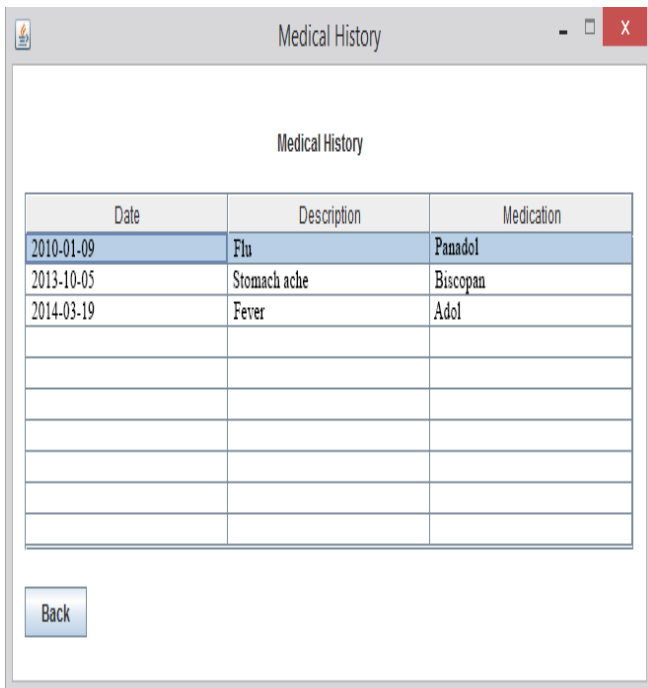 Medical History
X
Medical History
Date Description Medication
2010-01-09 Flu Panadol
2013-10-05 Stomach ache Biscopan
2014-03-19 Fever Adol
Back